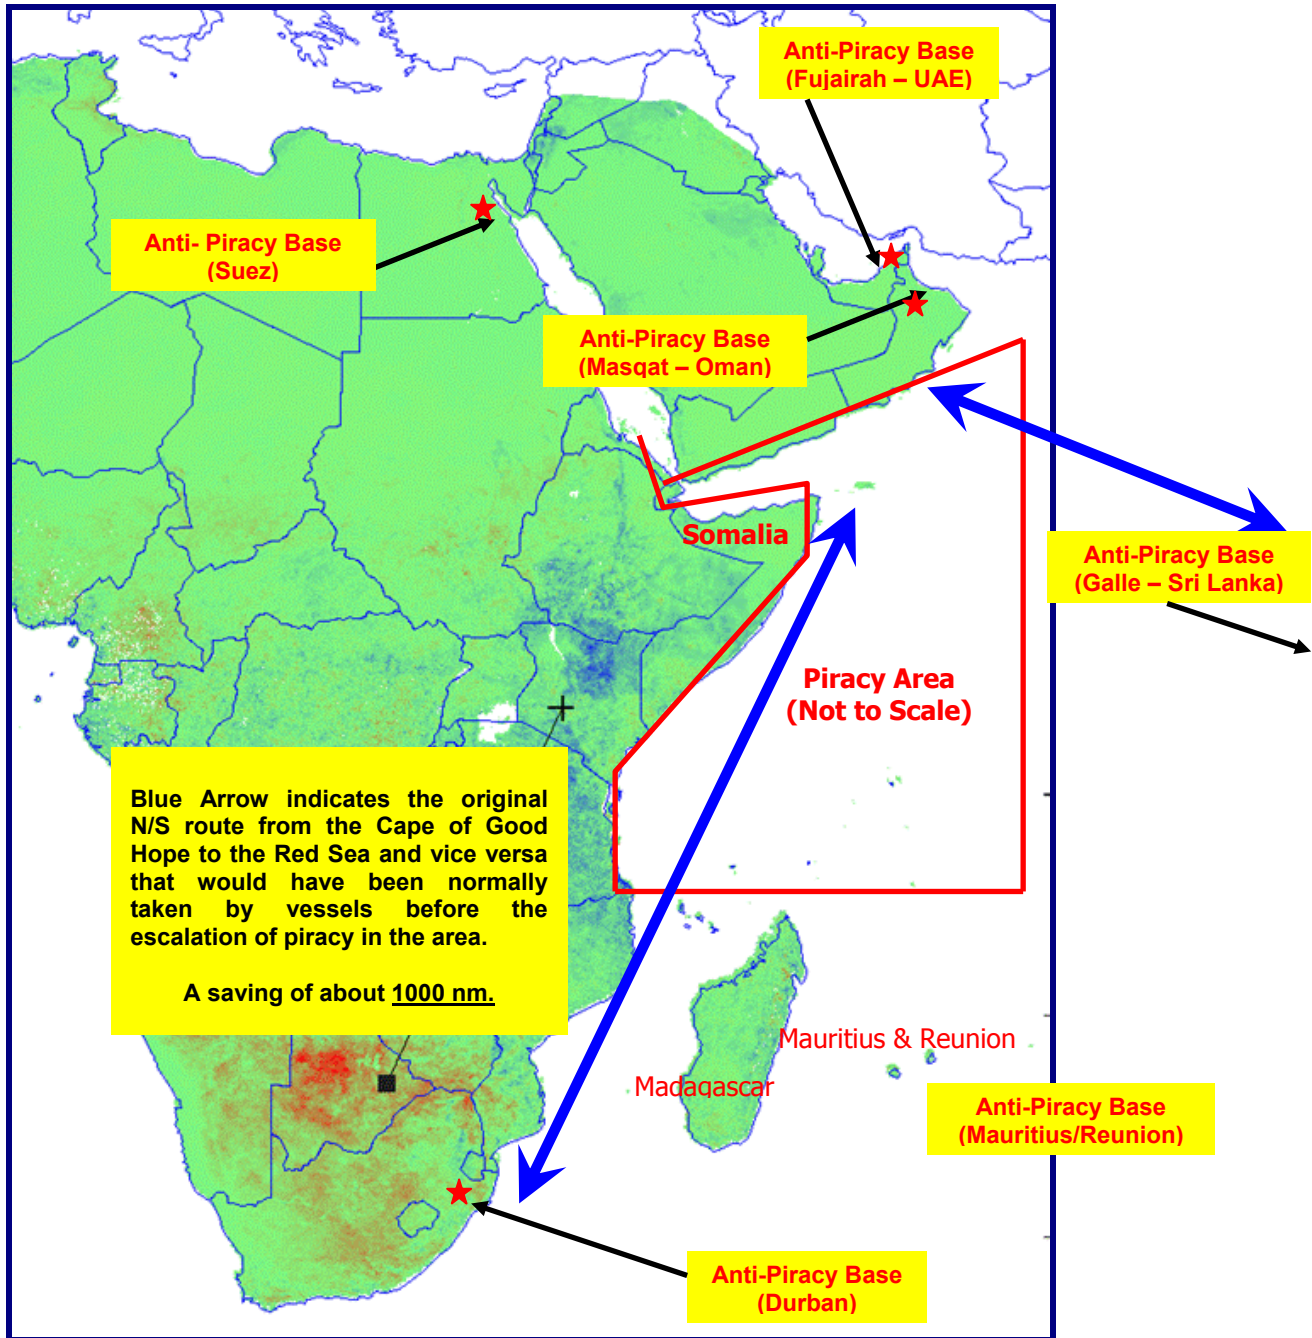 Anti-Piracy Base
(Fujairah – UAE)
Anti- Piracy Base
(Suez)
Anti-Piracy Base
(Masqat – Oman)
Somalia
Anti-Piracy Base
(Galle – Sri Lanka)
Piracy Area
(Not to Scale)
Blue Arrow indicates the original
N/S route from the Cape of Good
Hope to the Red Sea and vice versa
that would have been normally
taken by vessels before the
escalation of piracy in the area.
A saving of about 1000 nm.
Mauritius & Reunion
Madagascar
Anti-Piracy Base
(Mauritius/Reunion)
Anti-Piracy Base
(Durban)